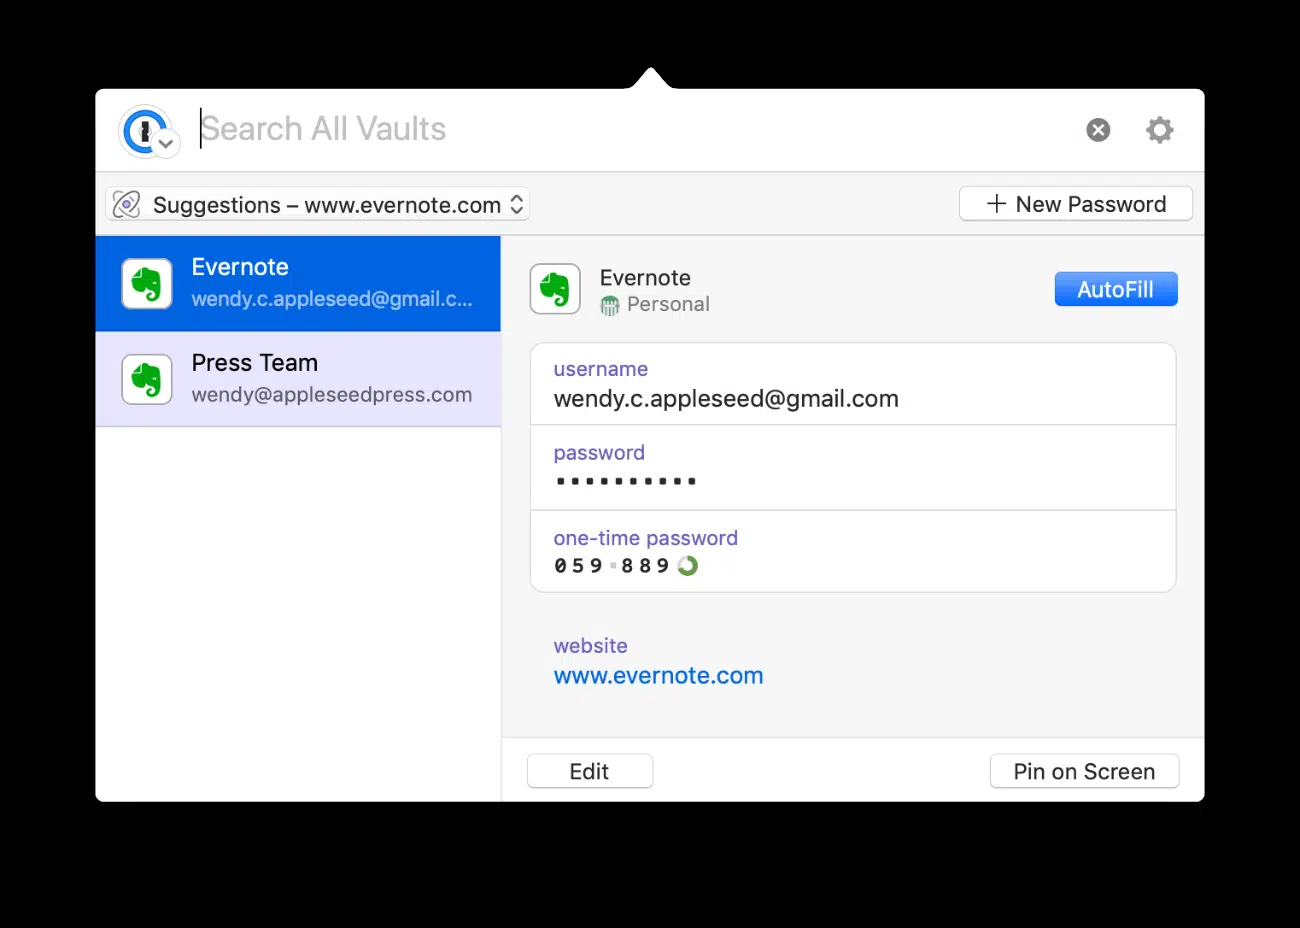 Search All Vaults
Suggestions – www.evernote.com
+ New Password
Evernote
wendy.c.appleseed@gmail.c...
Press Team
wendy@appleseedpress.com
Evernote
Personal
AutoFill
username
wendy.c.appleseed@gmail.com
password
••••••••••
one-time password
059•889
website
www.evernote.com
Edit
Pin on Screen